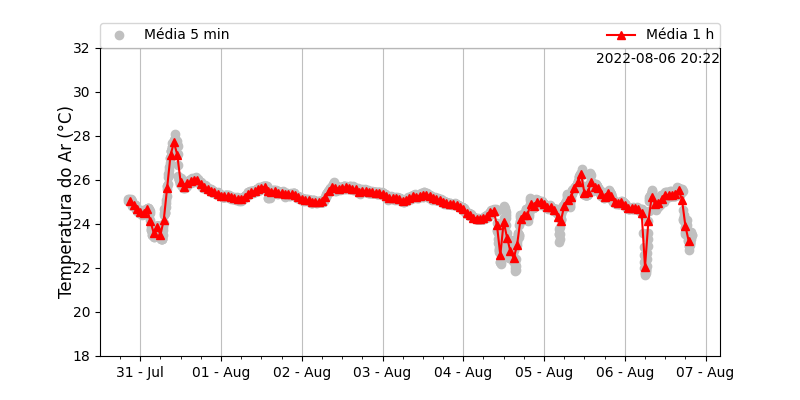 Média 5 min
Média 1 h
2022-08-06 20:22
Temperatura do Ar (°C)
32
30
28
26
24
22
20
18
31 - Jul
01 - Aug
02 - Aug
03 - Aug
04 - Aug
05 - Aug
06 - Aug
07 - Aug